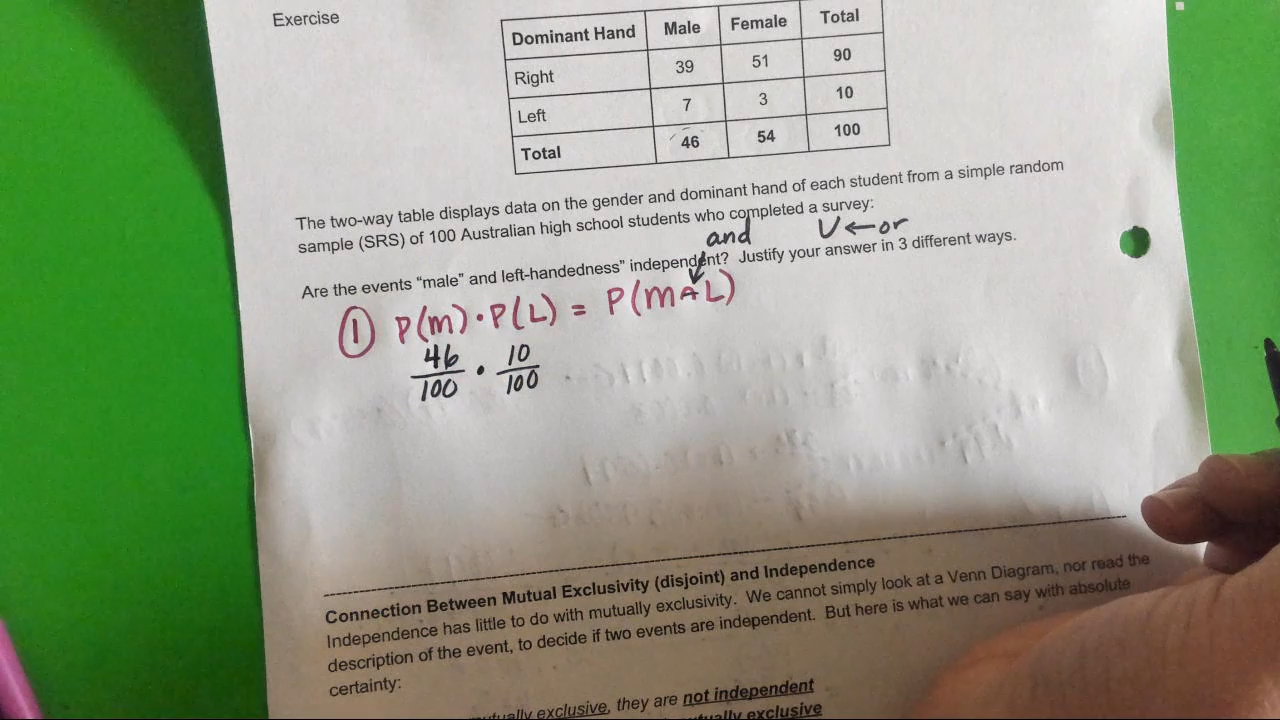 Exercise
Dominant Hand Male Female Total
Right 39 51 90
Left 7 3 10
Total 46 54 100
The two-way table displays data on the gender and dominant hand of each student from a simple random
sample (SRS) of 100 Australian high school students who completed a survey:
and U ← or
Are the events “male” and left-handedness” independent? Justify your answer in 3 different ways.
① P(M) · P(L) = P(M ∩ L)
46/100 · 10/100
Connection Between Mutual Exclusivity (disjoint) and Independence
Independence has little to do with mutually exclusivity. We cannot simply look at a Venn Diagram, nor read the
description of the event, to decide if two events are independent. But here is what we can say with absolute
certainty:
exclusive, they are not independent
exclusive